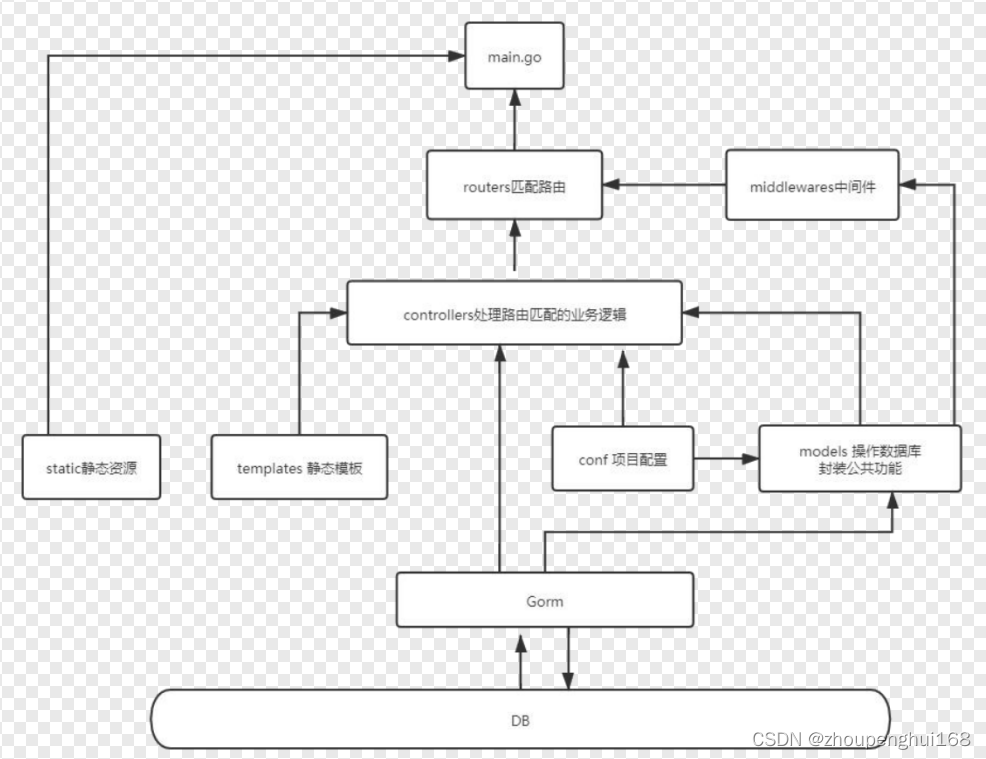 main.go
routers匹配路由
middlewares中间件
controllers处理路由匹配的业务逻辑
static静态资源
templates 静态模板
conf 项目配置
models 操作数据库
封装公共功能
Gorm
DB
CSDN @zhoupenghui168